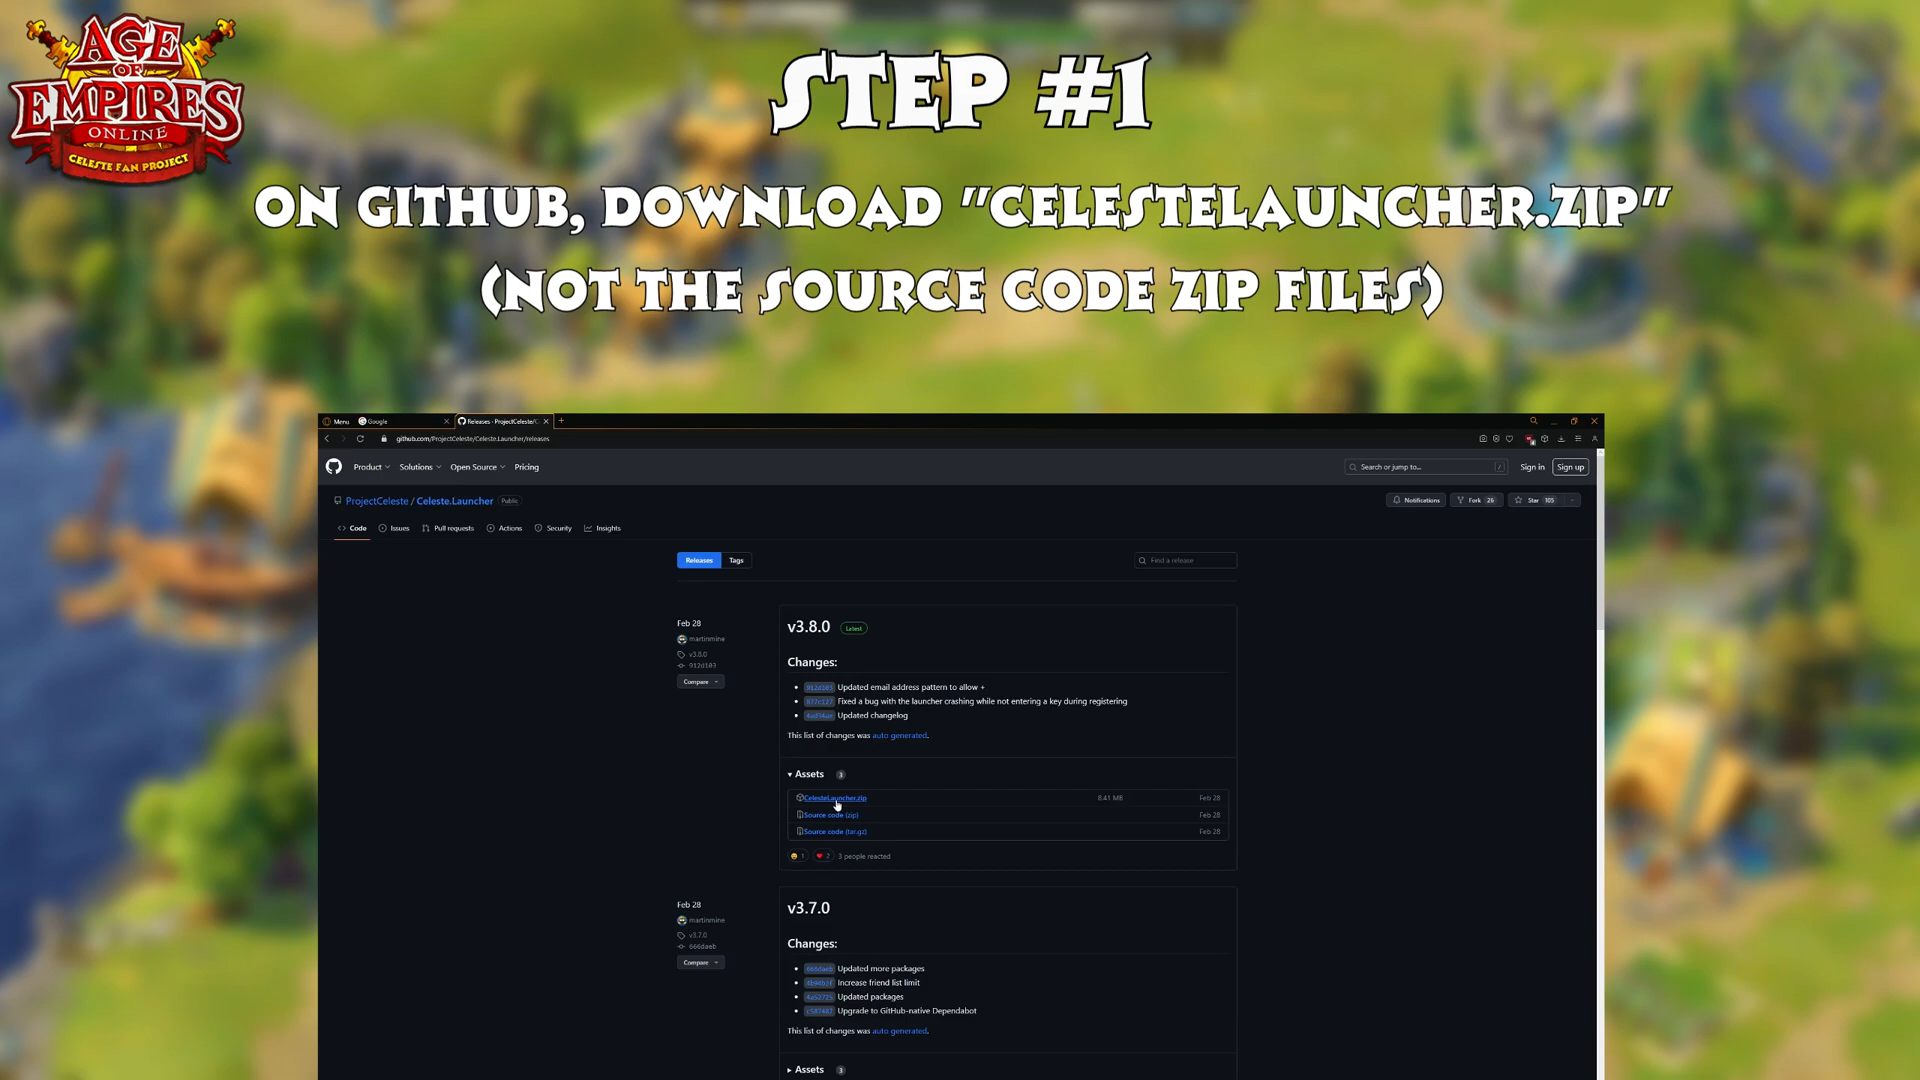 AGE
OF
EMPIRES
ONLINE
CELESTE FAN PROJECT
STEP #1
ON GITHUB, DOWNLOAD "CELESTELAUNCHER.ZIP"
(NOT THE SOURCE CODE ZIP FILES)
Menu Google Releases · ProjectCeleste/C
github.com/ProjectCeleste/Celeste.Launcher/releases
Product Solutions Open Source Pricing Search or jump to... / Sign in Sign up
ProjectCeleste / Celeste.Launcher Public Notifications Fork 26 Star 105
Code Issues Pull requests Actions Security Insights
Releases Tags Find a release
Feb 28
martinmine
v3.8.0
912d103
Compare
v3.8.0 Latest
Changes:
912d103 Updated email address pattern to allow +
Fixed a bug with the launcher crashing while not entering a key during registering
Updated changelog
This list of changes was auto generated.
Assets 3
CelesteLauncher.zip 8.41 MB Feb 28
Source code (zip) Feb 28
Source code (tar.gz) Feb 28
1 2 3 people reacted
Feb 28
martinmine
v3.7.0
666daeb
Compare
v3.7.0
Changes:
666daeb Updated more packages
Increase friend list limit
Updated packages
Upgrade to GitHub-native Dependabot
This list of changes was auto generated.
Assets 3